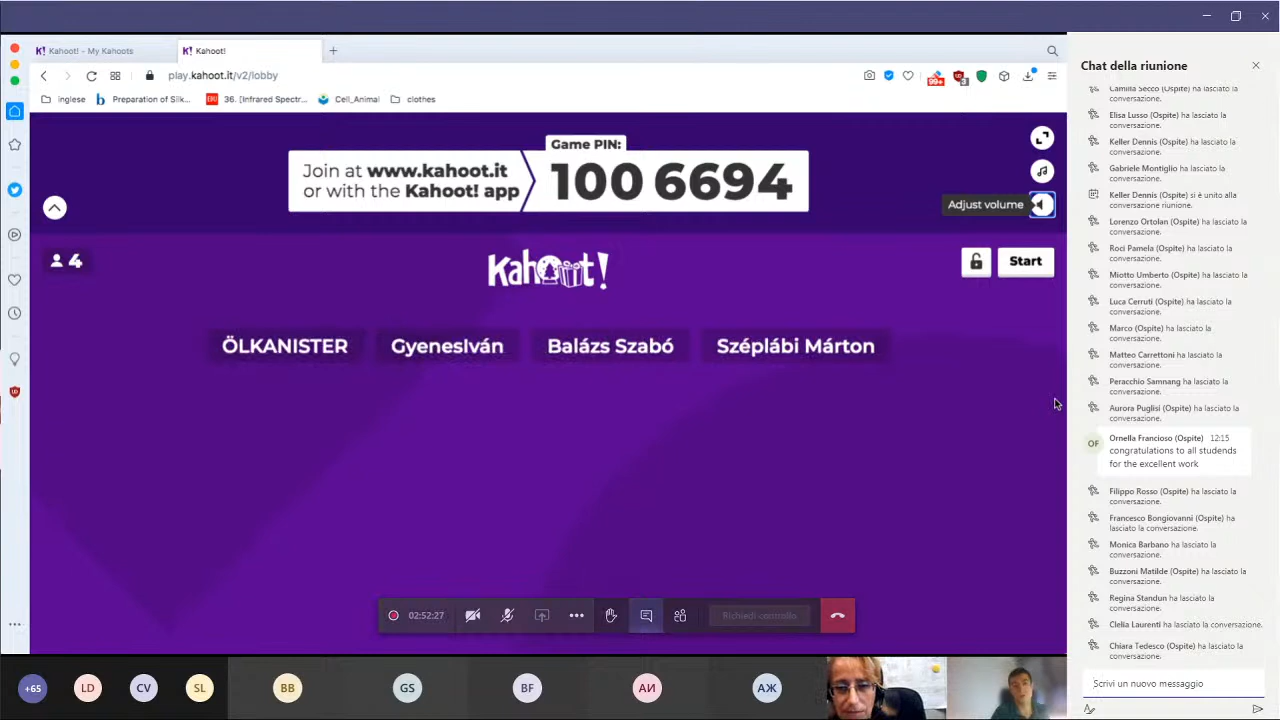 Kahoot! - My Kahoots
Kahoot!
play.kahoot.it/v2/lobby
99+
3
inglese
Preparation of Silk...
36. [Infrared Spectr...
Cell_Animal
clothes
Game PIN:
Join at www.kahoot.it
or with the Kahoot! app
100 6694
Adjust volume
4
Kahoot!
Start
ÖLKANISTER
GyenesIván
Balázs Szabó
Széplábi Márton
02:52:27
Richiedi controllo
+65
LD
CV
SL
BB
GS
BF
АИ
АЖ
Chat della riunione
Camilla Secco (Ospite) ha lasciato la
conversazione.
Elisa Lusso (Ospite) ha lasciato la
conversazione.
Keller Dennis (Ospite) ha lasciato la
conversazione.
Gabriele Montiglio ha lasciato la
conversazione.
Keller Dennis (Ospite) si è unito alla
conversazione riunione.
Lorenzo Ortolan (Ospite) ha lasciato la
conversazione.
Roci Pamela (Ospite) ha lasciato la
conversazione.
Miotto Umberto (Ospite) ha lasciato la
conversazione.
Luca Cerruti (Ospite) ha lasciato la
conversazione.
Marco (Ospite) ha lasciato la
conversazione.
Matteo Carrettoni ha lasciato la
conversazione.
Peracchio Samnang ha lasciato la
conversazione.
Aurora Puglisi (Ospite) ha lasciato la
conversazione.
OF
Ornella Francioso (Ospite) 12:15
congratulations to all studends
for the excellent work
Filippo Rosso (Ospite) ha lasciato la
conversazione.
Francesco Bongiovanni (Ospite) ha
lasciato la conversazione.
Monica Barbano ha lasciato la
conversazione.
Buzzoni Matilde (Ospite) ha lasciato la
conversazione.
Regina Standun (Ospite) ha lasciato la
conversazione.
Clelia Laurenti ha lasciato la conversazione.
Chiara Tedesco (Ospite) ha lasciato la
conversazione.
Scrivi un nuovo messaggio